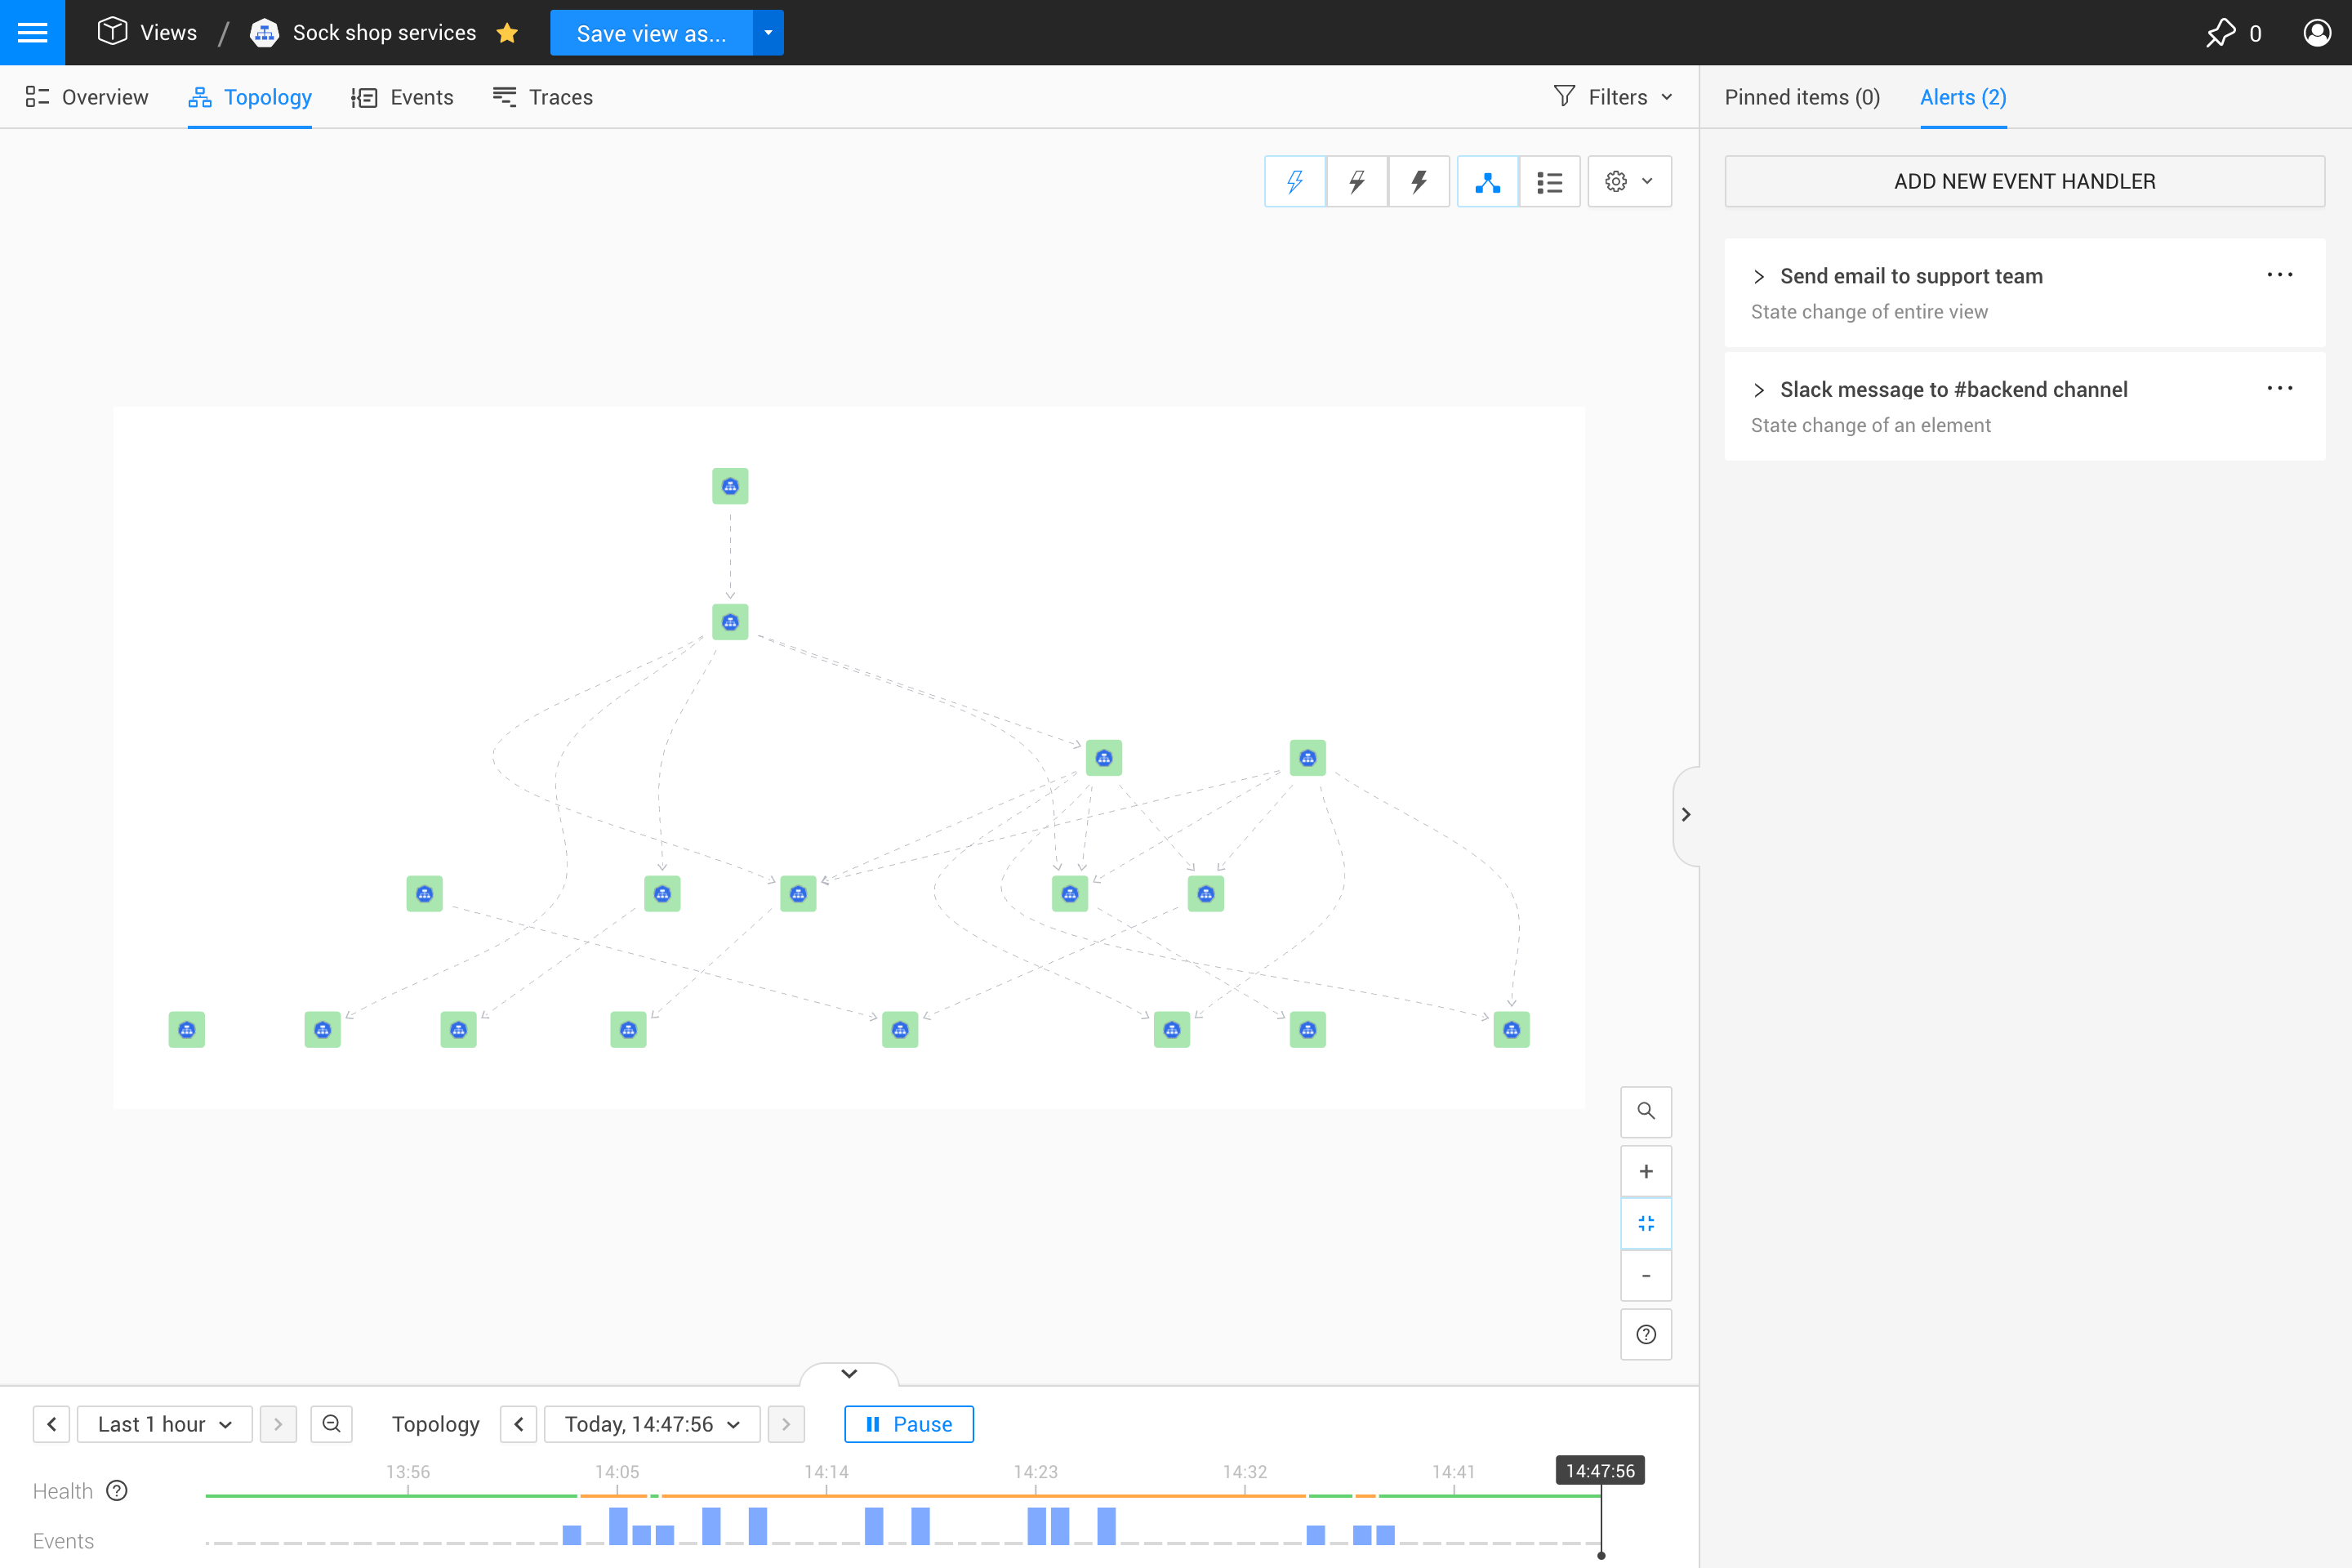 Views / Sock shop services Save view as... 0
Overview Topology Events Traces Filters Pinned items (0) Alerts (2)
ADD NEW EVENT HANDLER
Send email to support team
State change of entire view
Slack message to #backend channel
State change of an element
+
-
Last 1 hour Topology Today, 14:47:56 Pause
13:56 14:05 14:14 14:23 14:32 14:41 14:47:56
Health
Events